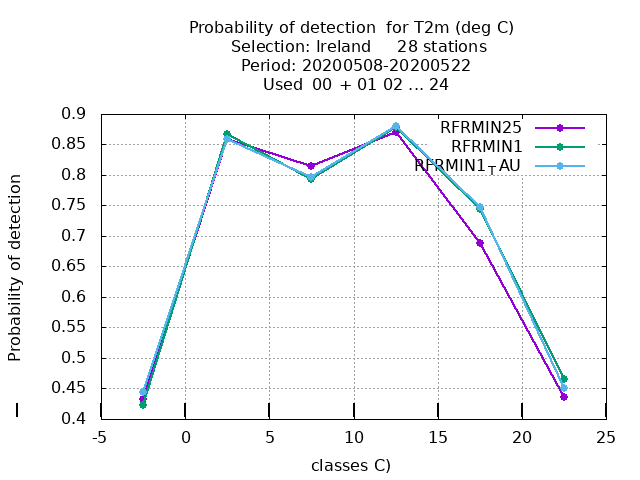 Probability of detection  for T2m (deg C)
Selection: Ireland     28 stations
Period: 20200508-20200522
Used  00 + 01 02 ... 24
RFRMIN25
RFRMIN1
RFRMIN1TAU
0.9
0.85
0.8
0.75
0.7
0.65
0.6
0.55
0.5
0.45
0.4
Probability of detection
-5
0
5
10
15
20
25
classes C)